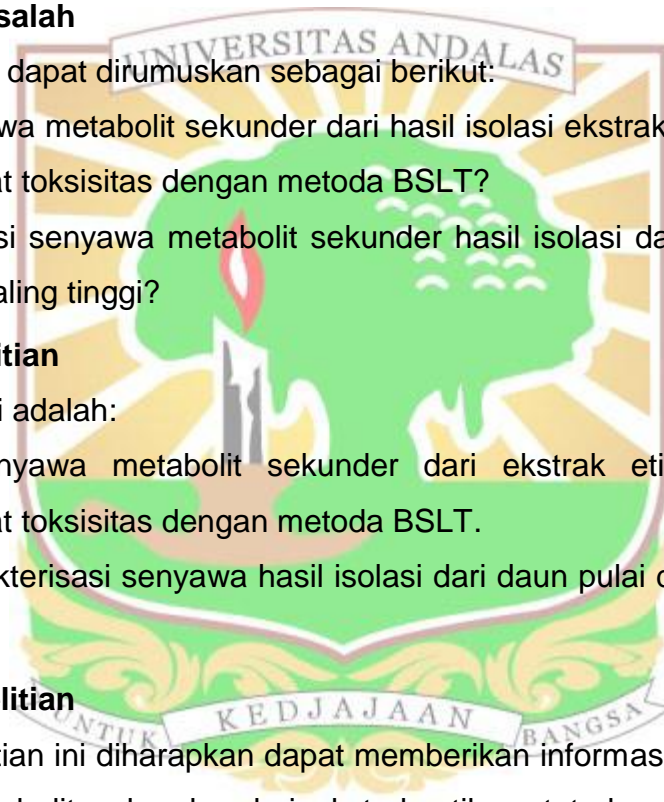 salah
UNIVERSITAS ANDALAS
dapat dirumuskan sebagai berikut:
wa metabolit sekunder dari hasil isolasi ekstrak
at toksisitas dengan metoda BSLT?
si senyawa metabolit sekunder hasil isolasi da
aling tinggi?
itian
i adalah:
nyawa metabolit sekunder dari ekstrak eti
at toksisitas dengan metoda BSLT.
kterisasi senyawa hasil isolasi dari daun pulai
litian
UNTUK KEDJAJAAN BANGSA
tian ini diharapkan dapat memberikan informas